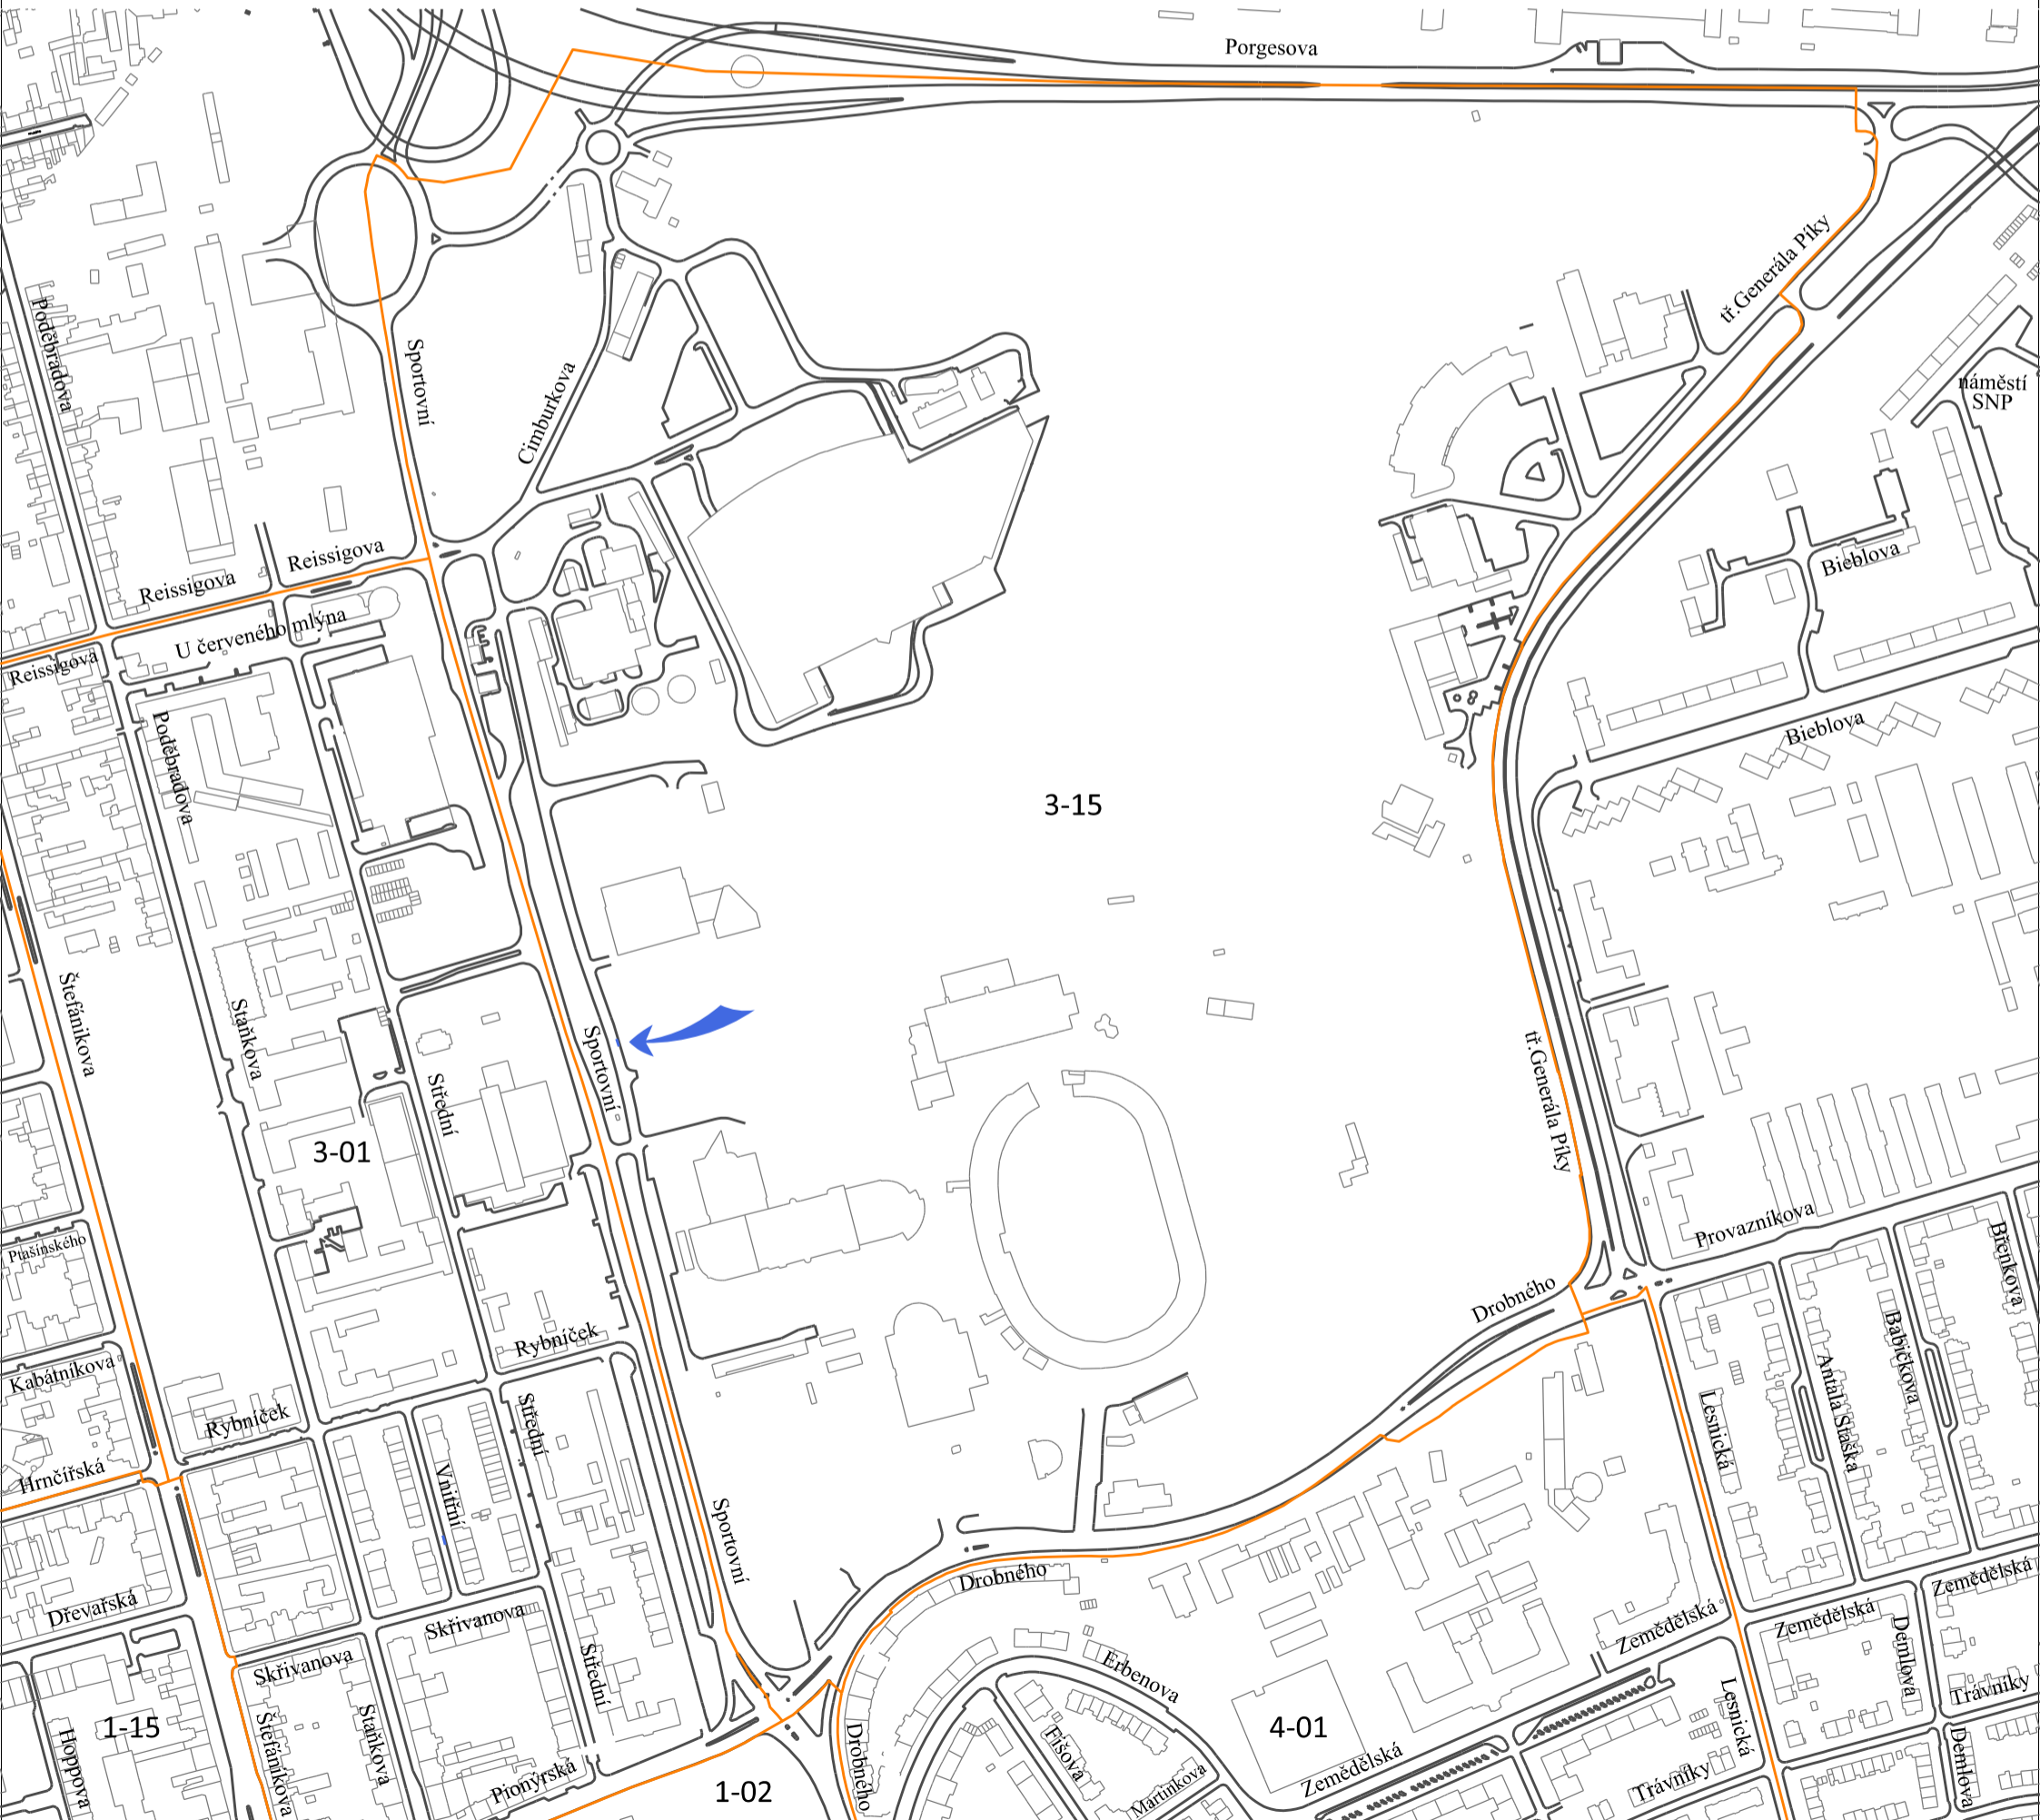 Porgesova
tř.Generála Píky
Poděbradova
Sportovní
Cimburkova
náměstí
SNP
Reissigova
Bieblova
Reissigova
U červeného mlýna
Reissigova
Bieblova
Poděbradova
3-15
Štefánikova
Staňkova
Sportovní
Střední
tř.Generála Píky
3-01
Provazníkova
Ptašínského
Břenkova
Drobného
Rybníček
Kabátníkova
Babičkova
Antala Staška
Lesnická
Rybníček
Střední
Hrnčířská
Vnitřní
Sportovní
Drobného
Zemědělská
Dřevařská
Skřivanova
Zemědělská
Zemědělská
Demlova
Skřivanova
Střední
Erbenova
Trávníky
Lesnická
1-15
Hoppova
Štefánikova
Staňkova
Drobného
Fišova
4-01
Demlova
Zemědělská
Pionýrská
1-02
Martinkova
Trávníky